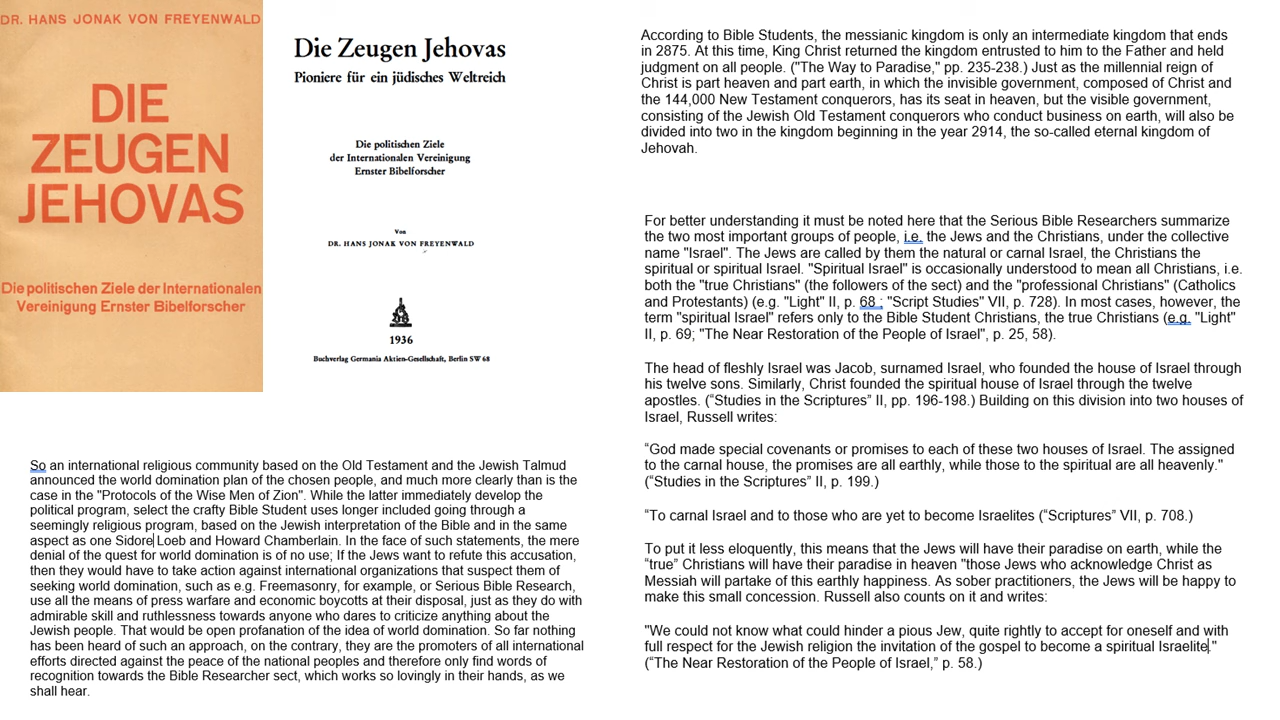 DR. HANS JONAK VON FREYENWALD
DIE
ZEUGEN
JEHOVAS
Die politischen Ziele der Internationalen
Vereinigung Ernster Bibelforscher
Die Zeugen Jehovas
Pioniere für ein jüdisches Weltreich
Die politischen Ziele
der Internationalen Vereinigung
Ernster Bibelforscher
Von
DR. HANS JONAK VON FREYENWALD
1936
Buchverlag Germania Aktien-Gesellschaft, Berlin SW 68
So an international religious community based on the Old Testament and the Jewish Talmud
announced the world domination plan of the chosen people, and much more clearly than is the
case in the "Protocols of the Wise Men of Zion". While the latter immediately develop the
political program, select the crafty Bible Student uses longer included going through a
seemingly religious program, based on the Jewish interpretation of the Bible and in the same
aspect as one Sidore Loeb and Howard Chamberlain. In the face of such statements, the mere
denial of the quest for world domination is of no use; If the Jews want to refute this accusation,
then they would have to take action against international organizations that suspect them of
seeking world domination, such as e.g. Freemasonry, for example, or Serious Bible Research,
use all the means of press warfare and economic boycotts at their disposal, just as they do with
admirable skill and ruthlessness towards anyone who dares to criticize anything about the
Jewish people. That would be open profanation of the idea of world domination. So far nothing
has been heard of such an approach, on the contrary, they are the promoters of all international
efforts directed against the peace of the national peoples and therefore only find words of
recognition towards the Bible Researcher sect, which works so lovingly in their hands, as we
shall hear.
According to Bible Students, the messianic kingdom is only an intermediate kingdom that ends
in 2875. At this time, King Christ returned the kingdom entrusted to him to the Father and held
judgment on all people. ("The Way to Paradise," pp. 235-238.) Just as the millennial reign of
Christ is part heaven and part earth, in which the invisible government, composed of Christ and
the 144,000 New Testament conquerors, has its seat in heaven, but the visible government,
consisting of the Jewish Old Testament conquerors who conduct business on earth, will also be
divided into two in the kingdom beginning in the year 2914, the so-called eternal kingdom of
Jehovah.
For better understanding it must be noted here that the Serious Bible Researchers summarize
the two most important groups of people, i.e. the Jews and the Christians, under the collective
name "Israel". The Jews are called by them the natural or carnal Israel, the Christians the
spiritual or spiritual Israel. "Spiritual Israel" is occasionally understood to mean all Christians, i.e.
both the "true Christians" (the followers of the sect) and the "professional Christians" (Catholics
and Protestants) (e.g. "Light" II, p. 68 ; "Script Studies" VII, p. 728). In most cases, however, the
term "spiritual Israel" refers only to the Bible Student Christians, the true Christians (e.g. "Light"
II, p. 69; "The Near Restoration of the People of Israel", p. 25, 58).
The head of fleshly Israel was Jacob, surnamed Israel, who founded the house of Israel through
his twelve sons. Similarly, Christ founded the spiritual house of Israel through the twelve
apostles. (“Studies in the Scriptures” II, pp. 196-198.) Building on this division into two houses of
Israel, Russell writes:
“God made special covenants or promises to each of these two houses of Israel. The assigned
to the carnal house, the promises are all earthly, while those to the spiritual are all heavenly."
(“Studies in the Scriptures” II, p. 199.)
“To carnal Israel and to those who are yet to become Israelites (“Scriptures” VII, p. 708.)
To put it less eloquently, this means that the Jews will have their paradise on earth, while the
“true” Christians will have their paradise in heaven "those Jews who acknowledge Christ as
Messiah will partake of this earthly happiness. As sober practitioners, the Jews will be happy to
make this small concession. Russell also counts on it and writes:
"We could not know what could hinder a pious Jew, quite rightly to accept for oneself and with
full respect for the Jewish religion the invitation of the gospel to become a spiritual Israelite."
(“The Near Restoration of the People of Israel,” p. 58.)